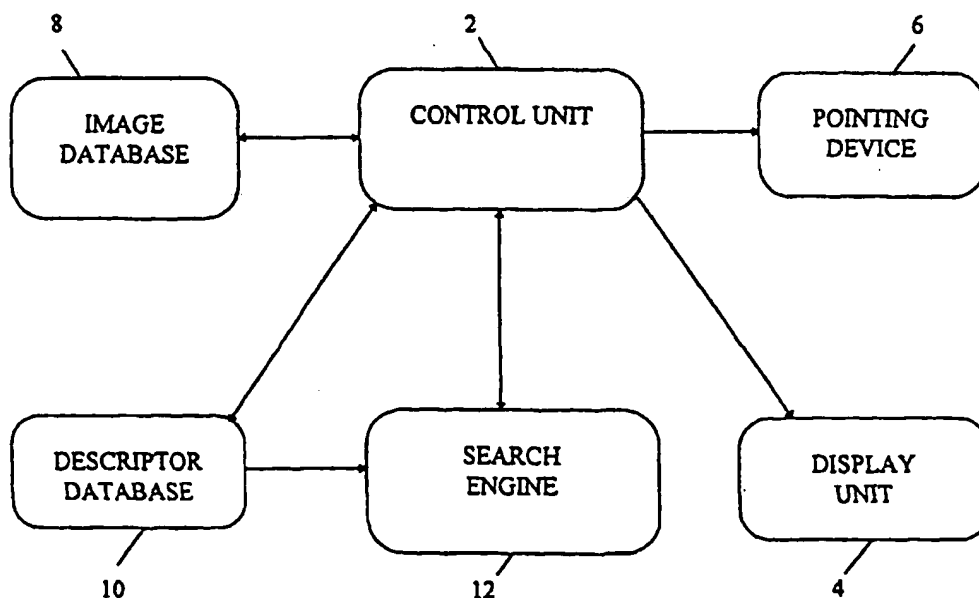 8
2
6
IMAGE
DATABASE
CONTROL UNIT
POINTING
DEVICE
DESCRIPTOR
DATABASE
SEARCH
ENGINE
DISPLAY
UNIT
10
12
4